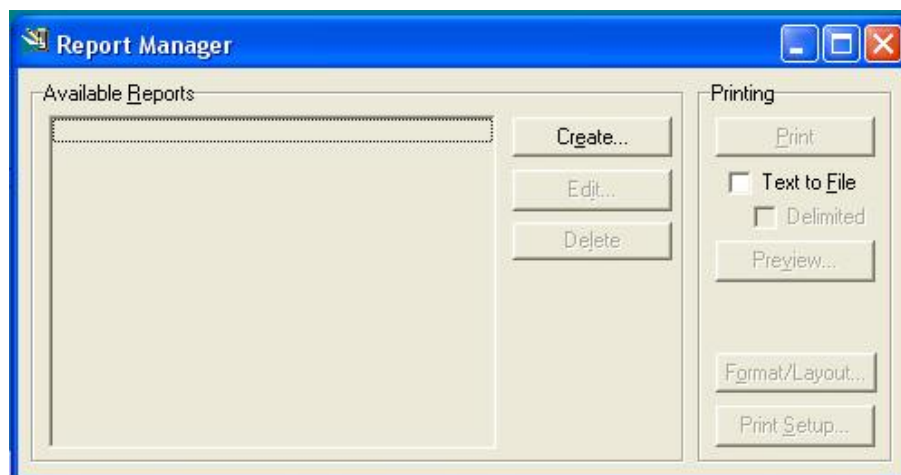 Report Manager
Available Reports
Create...
Edit...
Delete
Printing
Print
Text to File
Delimited
Preview...
Format/Layout...
Print Setup...